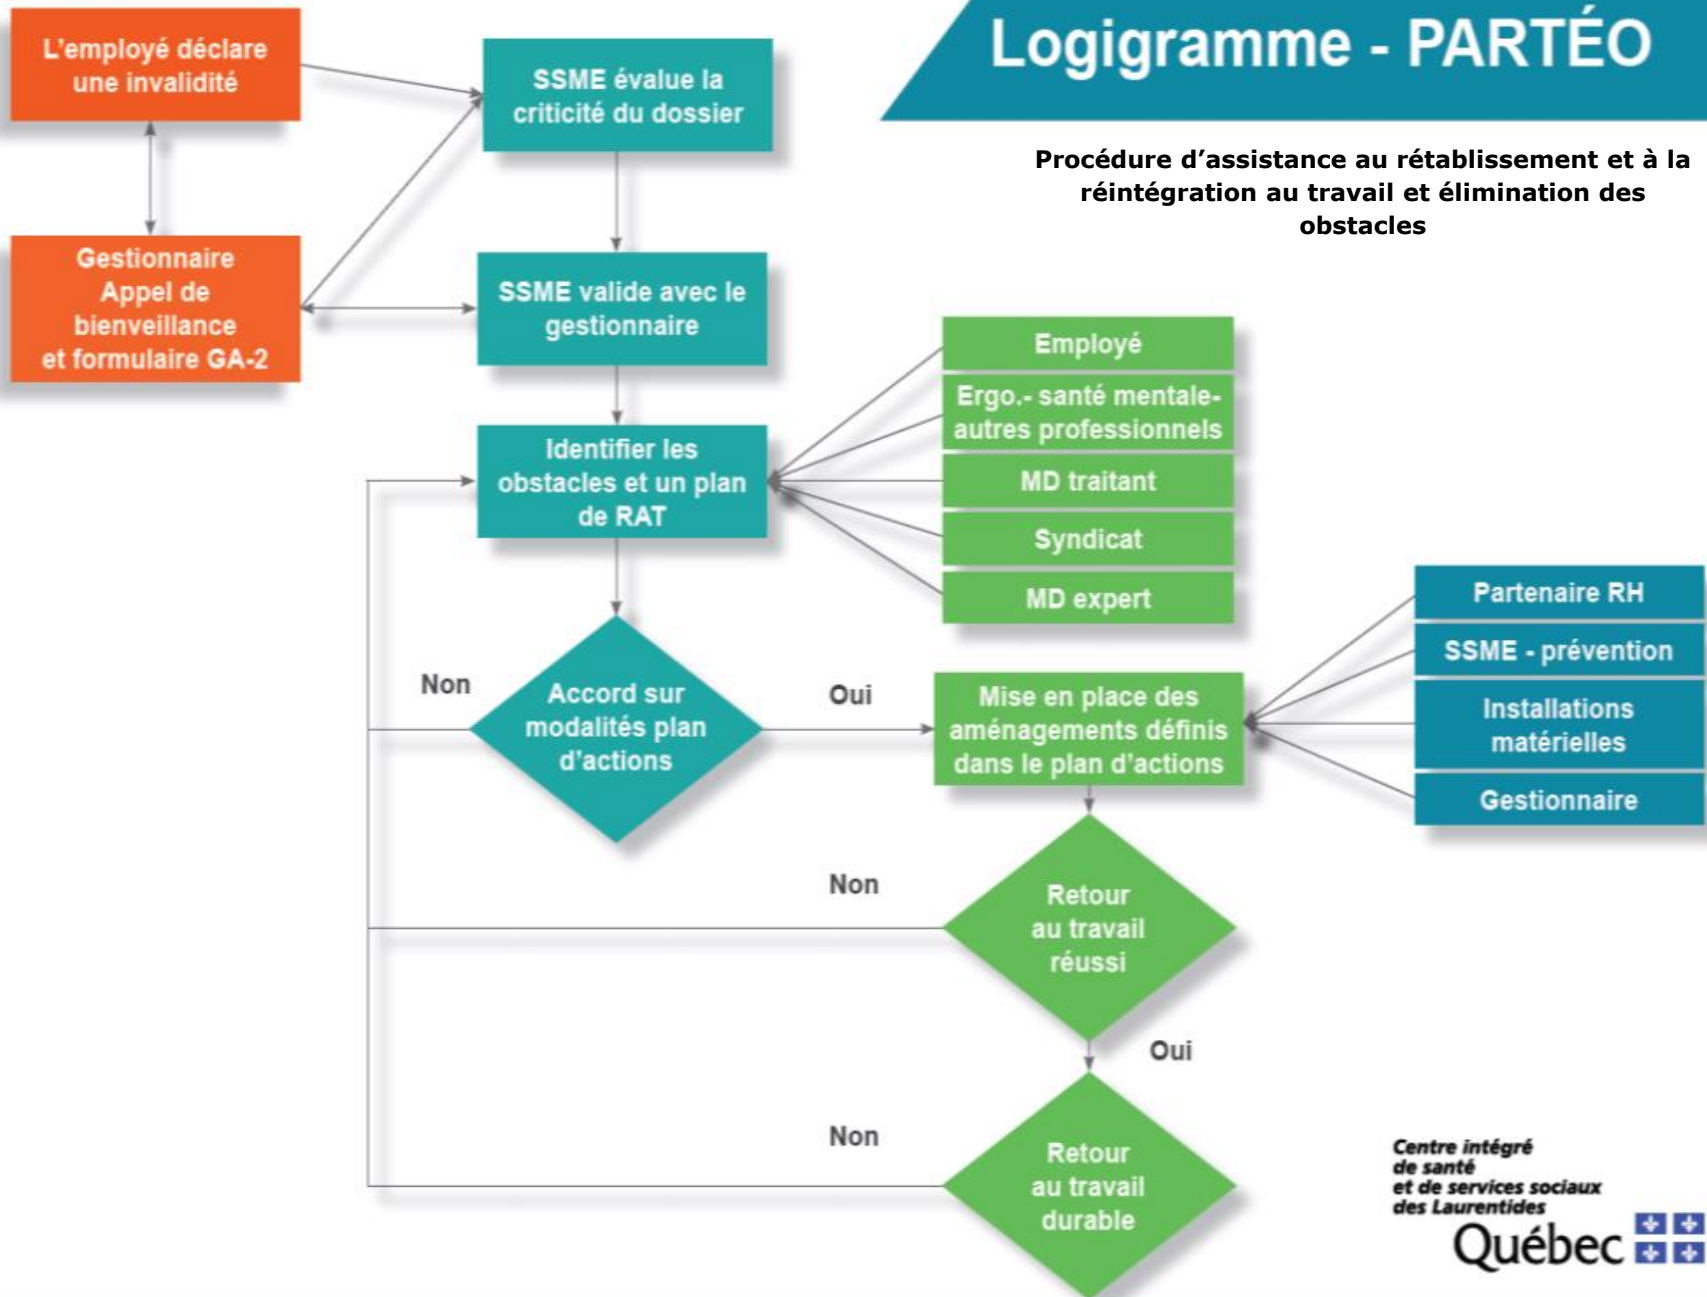 Logigramme - PARTÉO
Procédure d’assistance au rétablissement et à la
réintégration au travail et élimination des
obstacles
L’employé déclare
une invalidité
SSME évalue la
criticité du dossier
Gestionnaire
Appel de
bienveillance
et formulaire GA-2
SSME valide avec le
gestionnaire
Identifier les
obstacles et un plan
de RAT
Employé
Ergo.- santé mentale-
autres professionnels
MD traitant
Syndicat
MD expert
Non
Accord sur
modalités plan
d’actions
Oui
Mise en place des
aménagements définis
dans le plan d’actions
Partenaire RH
SSME - prévention
Installations
matérielles
Gestionnaire
Non
Retour
au travail
réussi
Oui
Non
Retour
au travail
durable
Centre intégré
de santé
et de services sociaux
des Laurentides
Québec